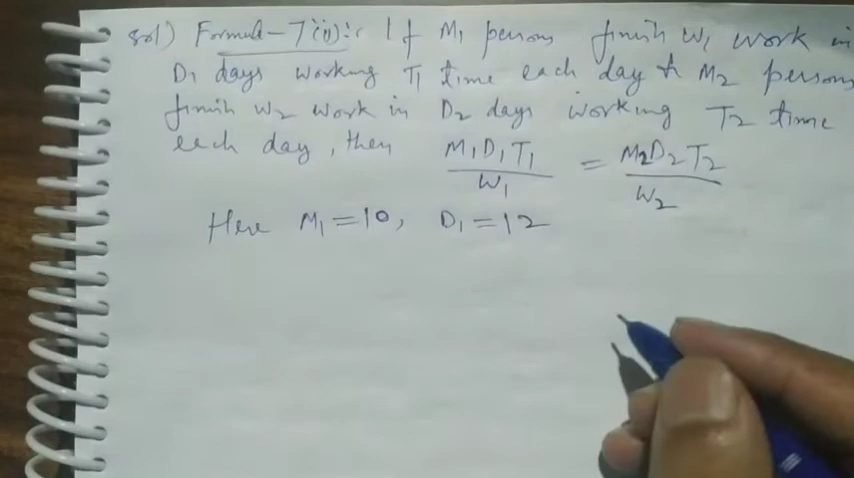 Sol) Formul-7(ii):: If M₁ persons finish W₁ work in
D₁ days working T₁ time each day & M₂ persons
finish W₂ work in D₂ days working T₂ time
each day, then M₁D₁T₁/W₁ = M₂D₂T₂/W₂
Here M₁=10, D₁=12